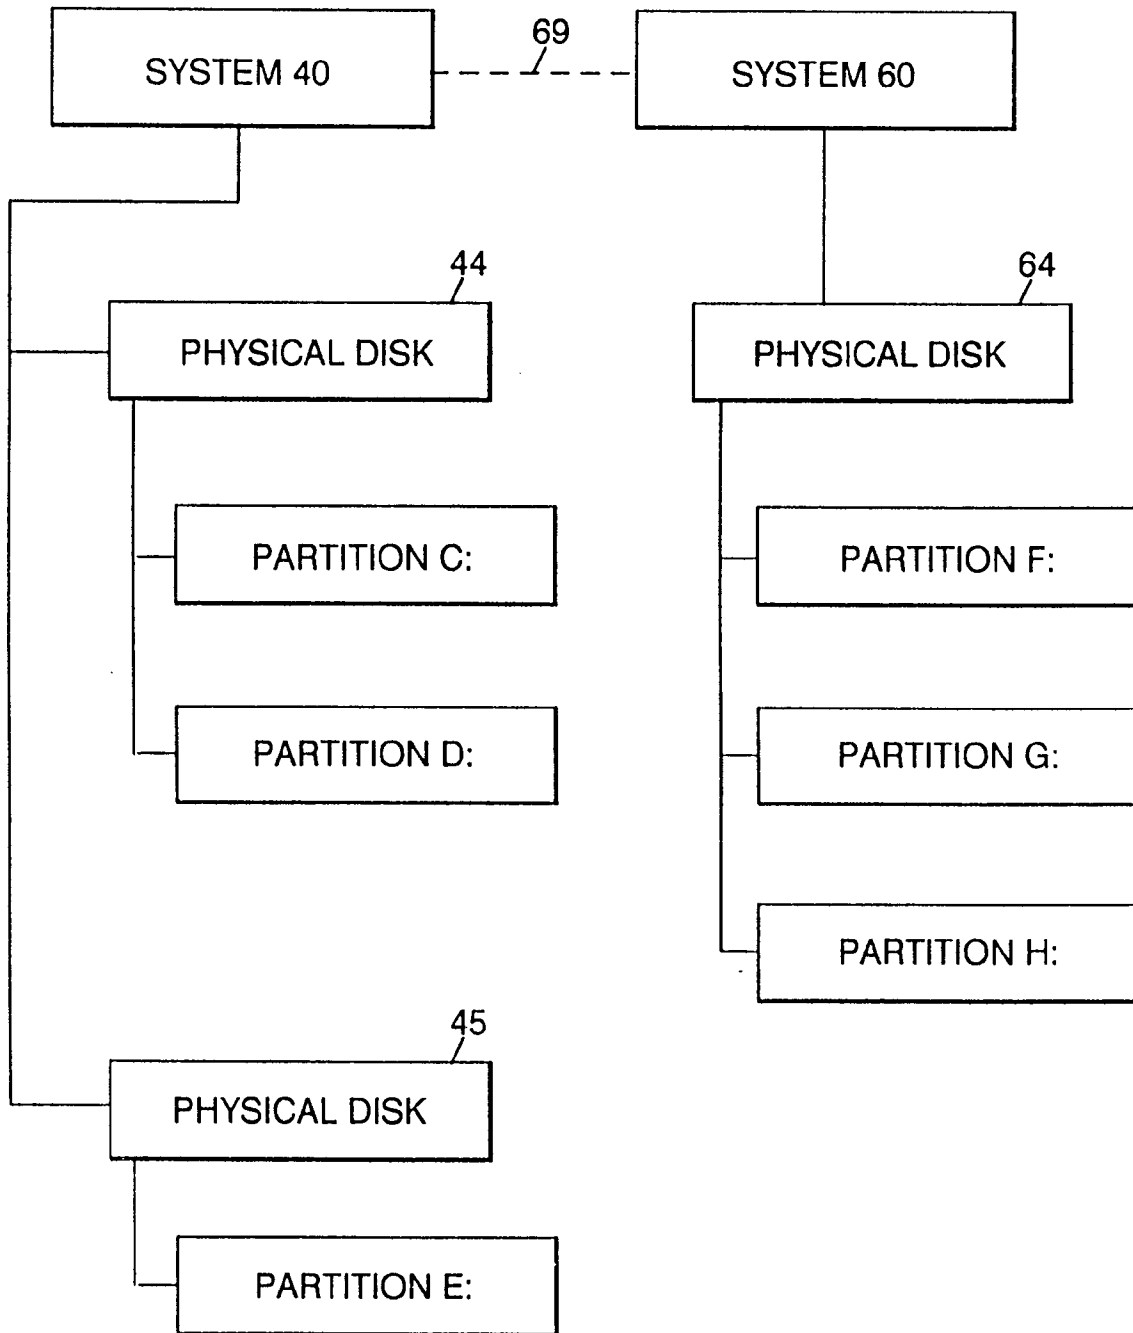 69
SYSTEM 40
SYSTEM 60
44
64
PHYSICAL DISK
PHYSICAL DISK
PARTITION C:
PARTITION F:
PARTITION D:
PARTITION G:
PARTITION H:
45
PHYSICAL DISK
PARTITION E: